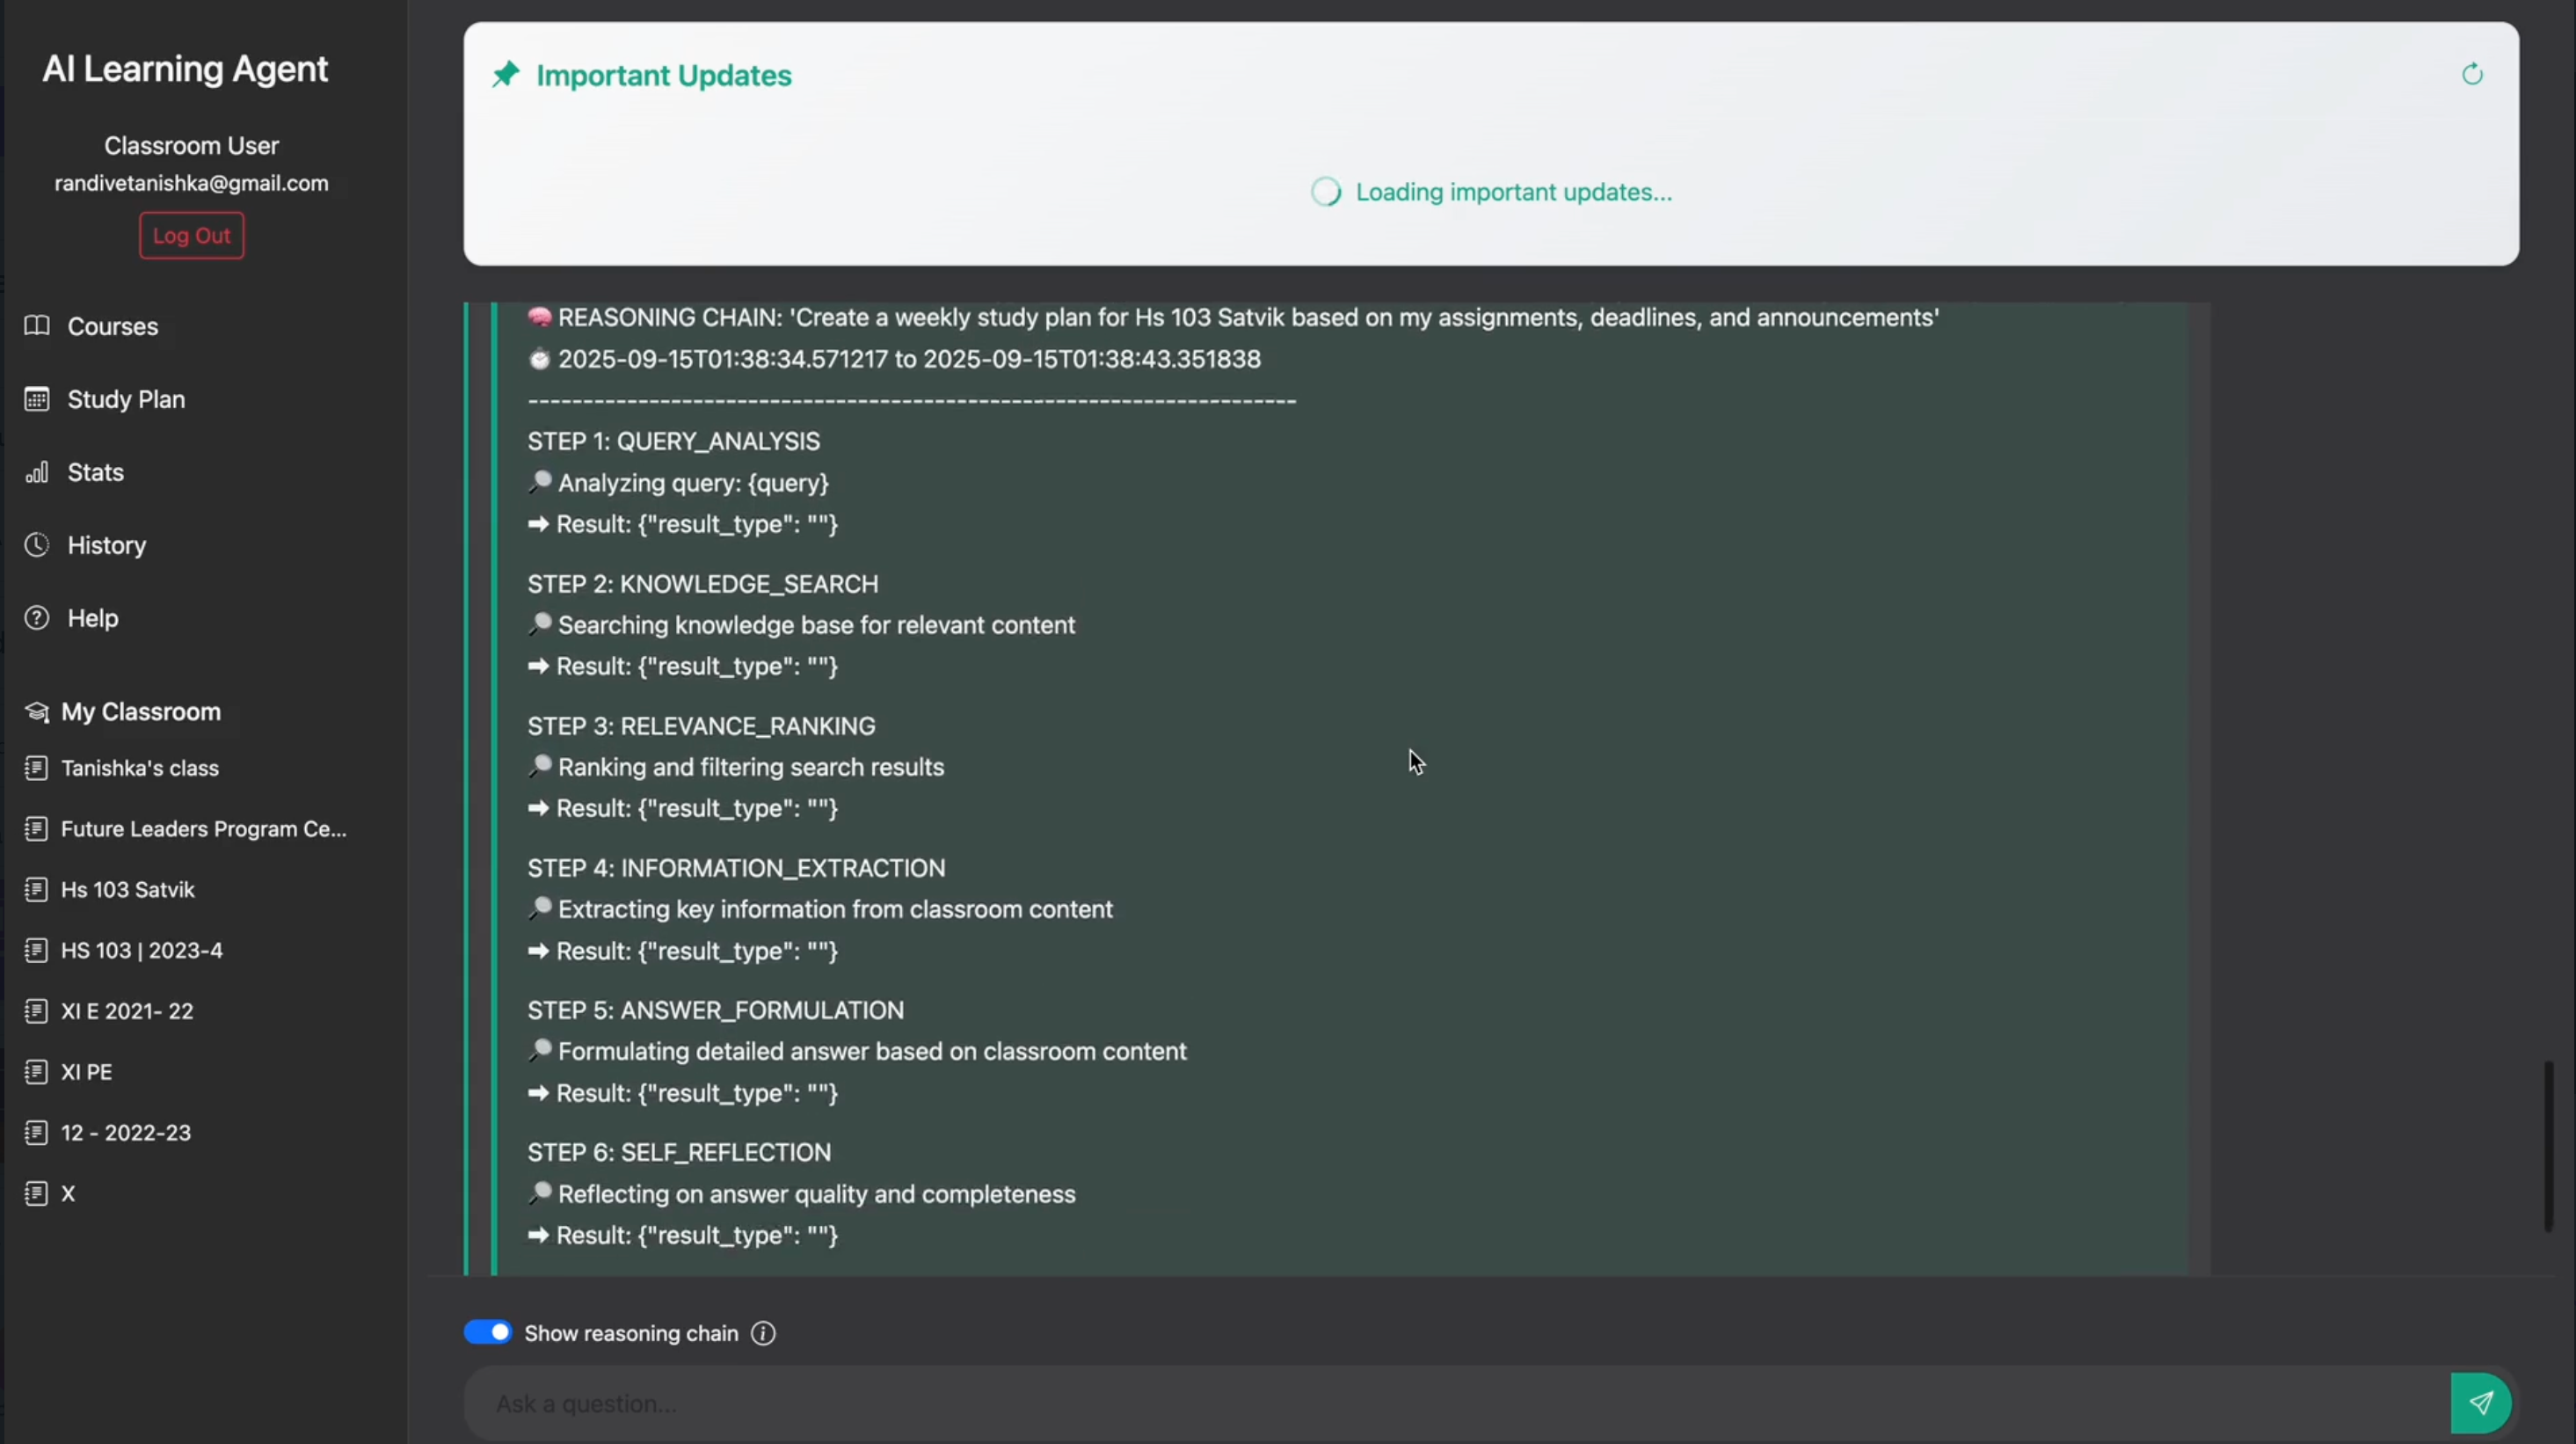 AI Learning Agent
Classroom User
randivetanishka@gmail.com
Log Out
Courses
Study Plan
Stats
History
Help
My Classroom
Tanishka's class
Future Leaders Program Ce...
Hs 103 Satvik
HS 103 | 2023-4
XI E 2021- 22
XI PE
12 - 2022-23
X
Important Updates
Loading important updates...
🧠 REASONING CHAIN: 'Create a weekly study plan for Hs 103 Satvik based on my assignments, deadlines, and announcements'
⏱️ 2025-09-15T01:38:34.571217 to 2025-09-15T01:38:43.351838
----------------------------------------------------------------------
STEP 1: QUERY_ANALYSIS
🔎 Analyzing query: {query}
➡ Result: {"result_type": ""}
STEP 2: KNOWLEDGE_SEARCH
🔎 Searching knowledge base for relevant content
➡ Result: {"result_type": ""}
STEP 3: RELEVANCE_RANKING
🔎 Ranking and filtering search results
➡ Result: {"result_type": ""}
STEP 4: INFORMATION_EXTRACTION
🔎 Extracting key information from classroom content
➡ Result: {"result_type": ""}
STEP 5: ANSWER_FORMULATION
🔎 Formulating detailed answer based on classroom content
➡ Result: {"result_type": ""}
STEP 6: SELF_REFLECTION
🔎 Reflecting on answer quality and completeness
➡ Result: {"result_type": ""}
Show reasoning chain
Ask a question...